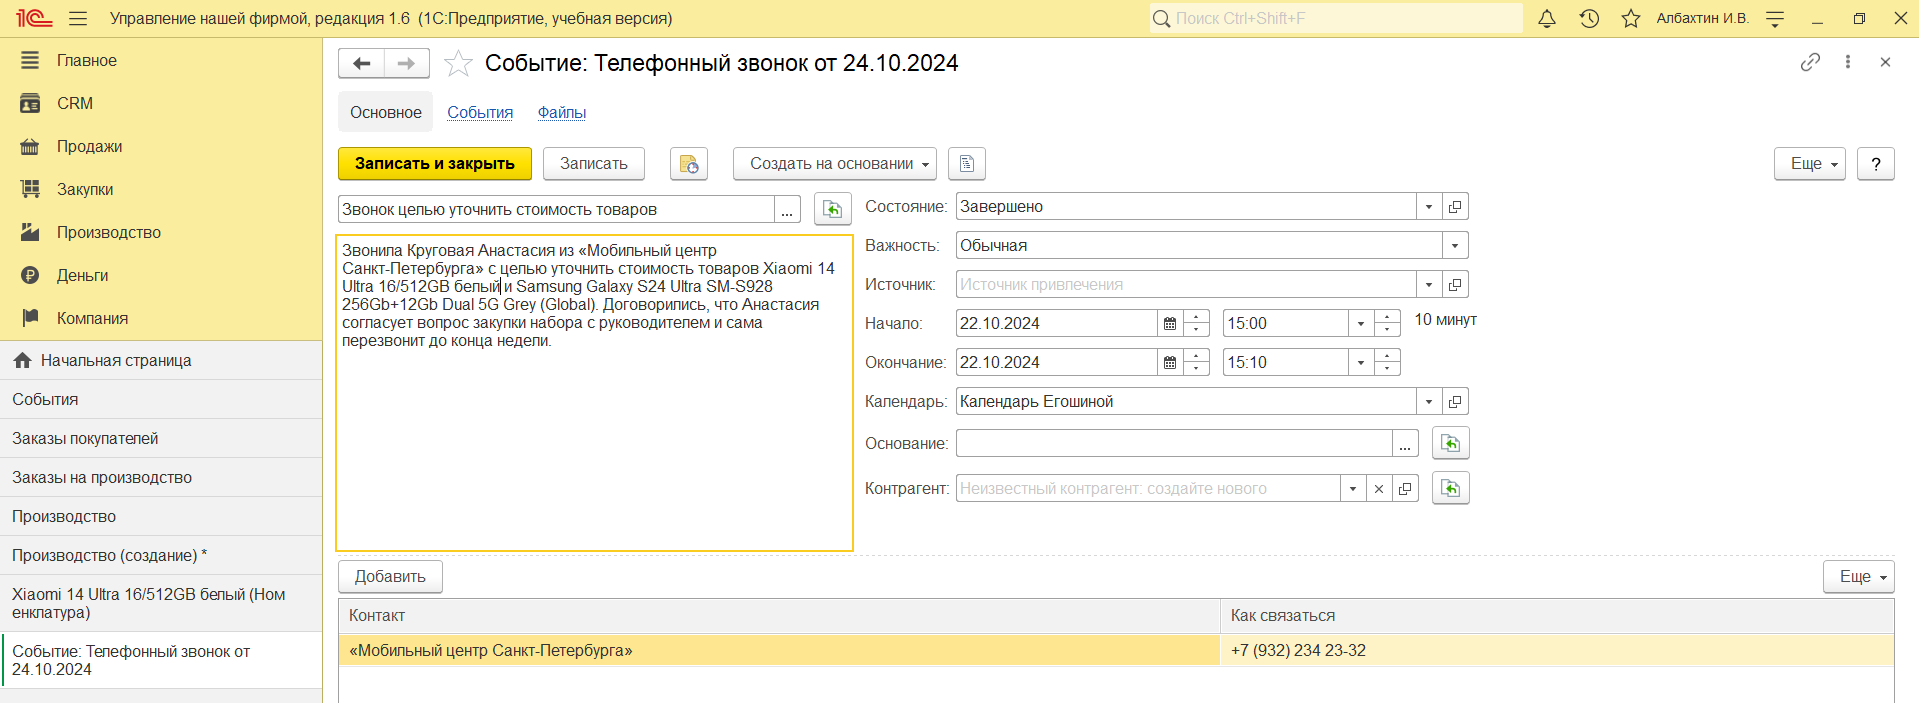 1С Управление нашей фирмой, редакция 1.6 (1С:Предприятие, учебная версия)
Поиск Ctrl+Shift+F
Албахтин И.В.
Главное
CRM
Продажи
Закупки
Производство
Деньги
Компания
Начальная страница
События
Заказы покупателей
Заказы на производство
Производство
Производство (создание) *
Xiaomi 14 Ultra 16/512GB белый (Ном
енклатура)
Событие: Телефонный звонок от
24.10.2024
Событие: Телефонный звонок от 24.10.2024
Основное События Файлы
Записать и закрыть Записать Создать на основании Еще ?
Звонок целью уточнить стоимость товаров ...
Звонила Круговая Анастасия из «Мобильный центр
Санкт-Петербурга» с целью уточнить стоимость товаров Xiaomi 14
Ultra 16/512GB белый и Samsung Galaxy S24 Ultra SM-S928
256Gb+12Gb Dual 5G Grey (Global). Договорились, что Анастасия
согласует вопрос закупки набора с руководителем и сама
перезвонит до конца недели.
Состояние: Завершено
Важность: Обычная
Источник: Источник привлечения
Начало: 22.10.2024 15:00 10 минут
Окончание: 22.10.2024 15:10
Календарь: Календарь Егошиной
Основание: ...
Контрагент: Неизвестный контрагент: создайте нового
Добавить Еще
Контакт Как связаться
«Мобильный центр Санкт-Петербурга» +7 (932) 234 23-32